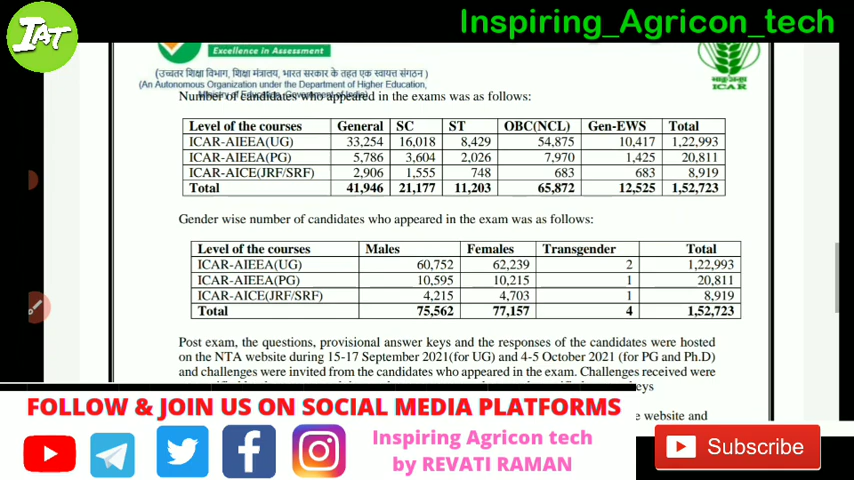 Inspiring_Agricon_tech
IAT
Excellence in Assessment
(उच्चतर शिक्षा विभाग, शिक्षा मंत्रालय, भारत सरकार के तहत एक स्वायत्त संगठन)
(An Autonomous Organization under the Department of Higher Education,
Ministry of Education, Government of India)
ICAR
Number of candidates who appeared in the exams was as follows:
Level of the courses General SC ST OBC(NCL) Gen-EWS Total
ICAR-AIEEA(UG) 33,254 16,018 8,429 54,875 10,417 1,22,993
ICAR-AIEEA(PG) 5,786 3,604 2,026 7,970 1,425 20,811
ICAR-AICE(JRF/SRF) 2,906 1,555 748 683 683 8,919
Total 41,946 21,177 11,203 65,872 12,525 1,52,723
Gender wise number of candidates who appeared in the exam was as follows:
Level of the courses Males Females Transgender Total
ICAR-AIEEA(UG) 60,752 62,239 2 1,22,993
ICAR-AIEEA(PG) 10,595 10,215 1 20,811
ICAR-AICE(JRF/SRF) 4,215 4,703 1 8,919
Total 75,562 77,157 4 1,52,723
Post exam, the questions, provisional answer keys and the responses of the candidates were hosted
on the NTA website during 15-17 September 2021(for UG) and 4-5 October 2021 (for PG and Ph.D)
and challenges were invited from the candidates who appeared in the exam. Challenges received were
keys
website and
FOLLOW & JOIN US ON SOCIAL MEDIA PLATFORMS
Inspiring Agricon tech
by REVATI RAMAN
Subscribe